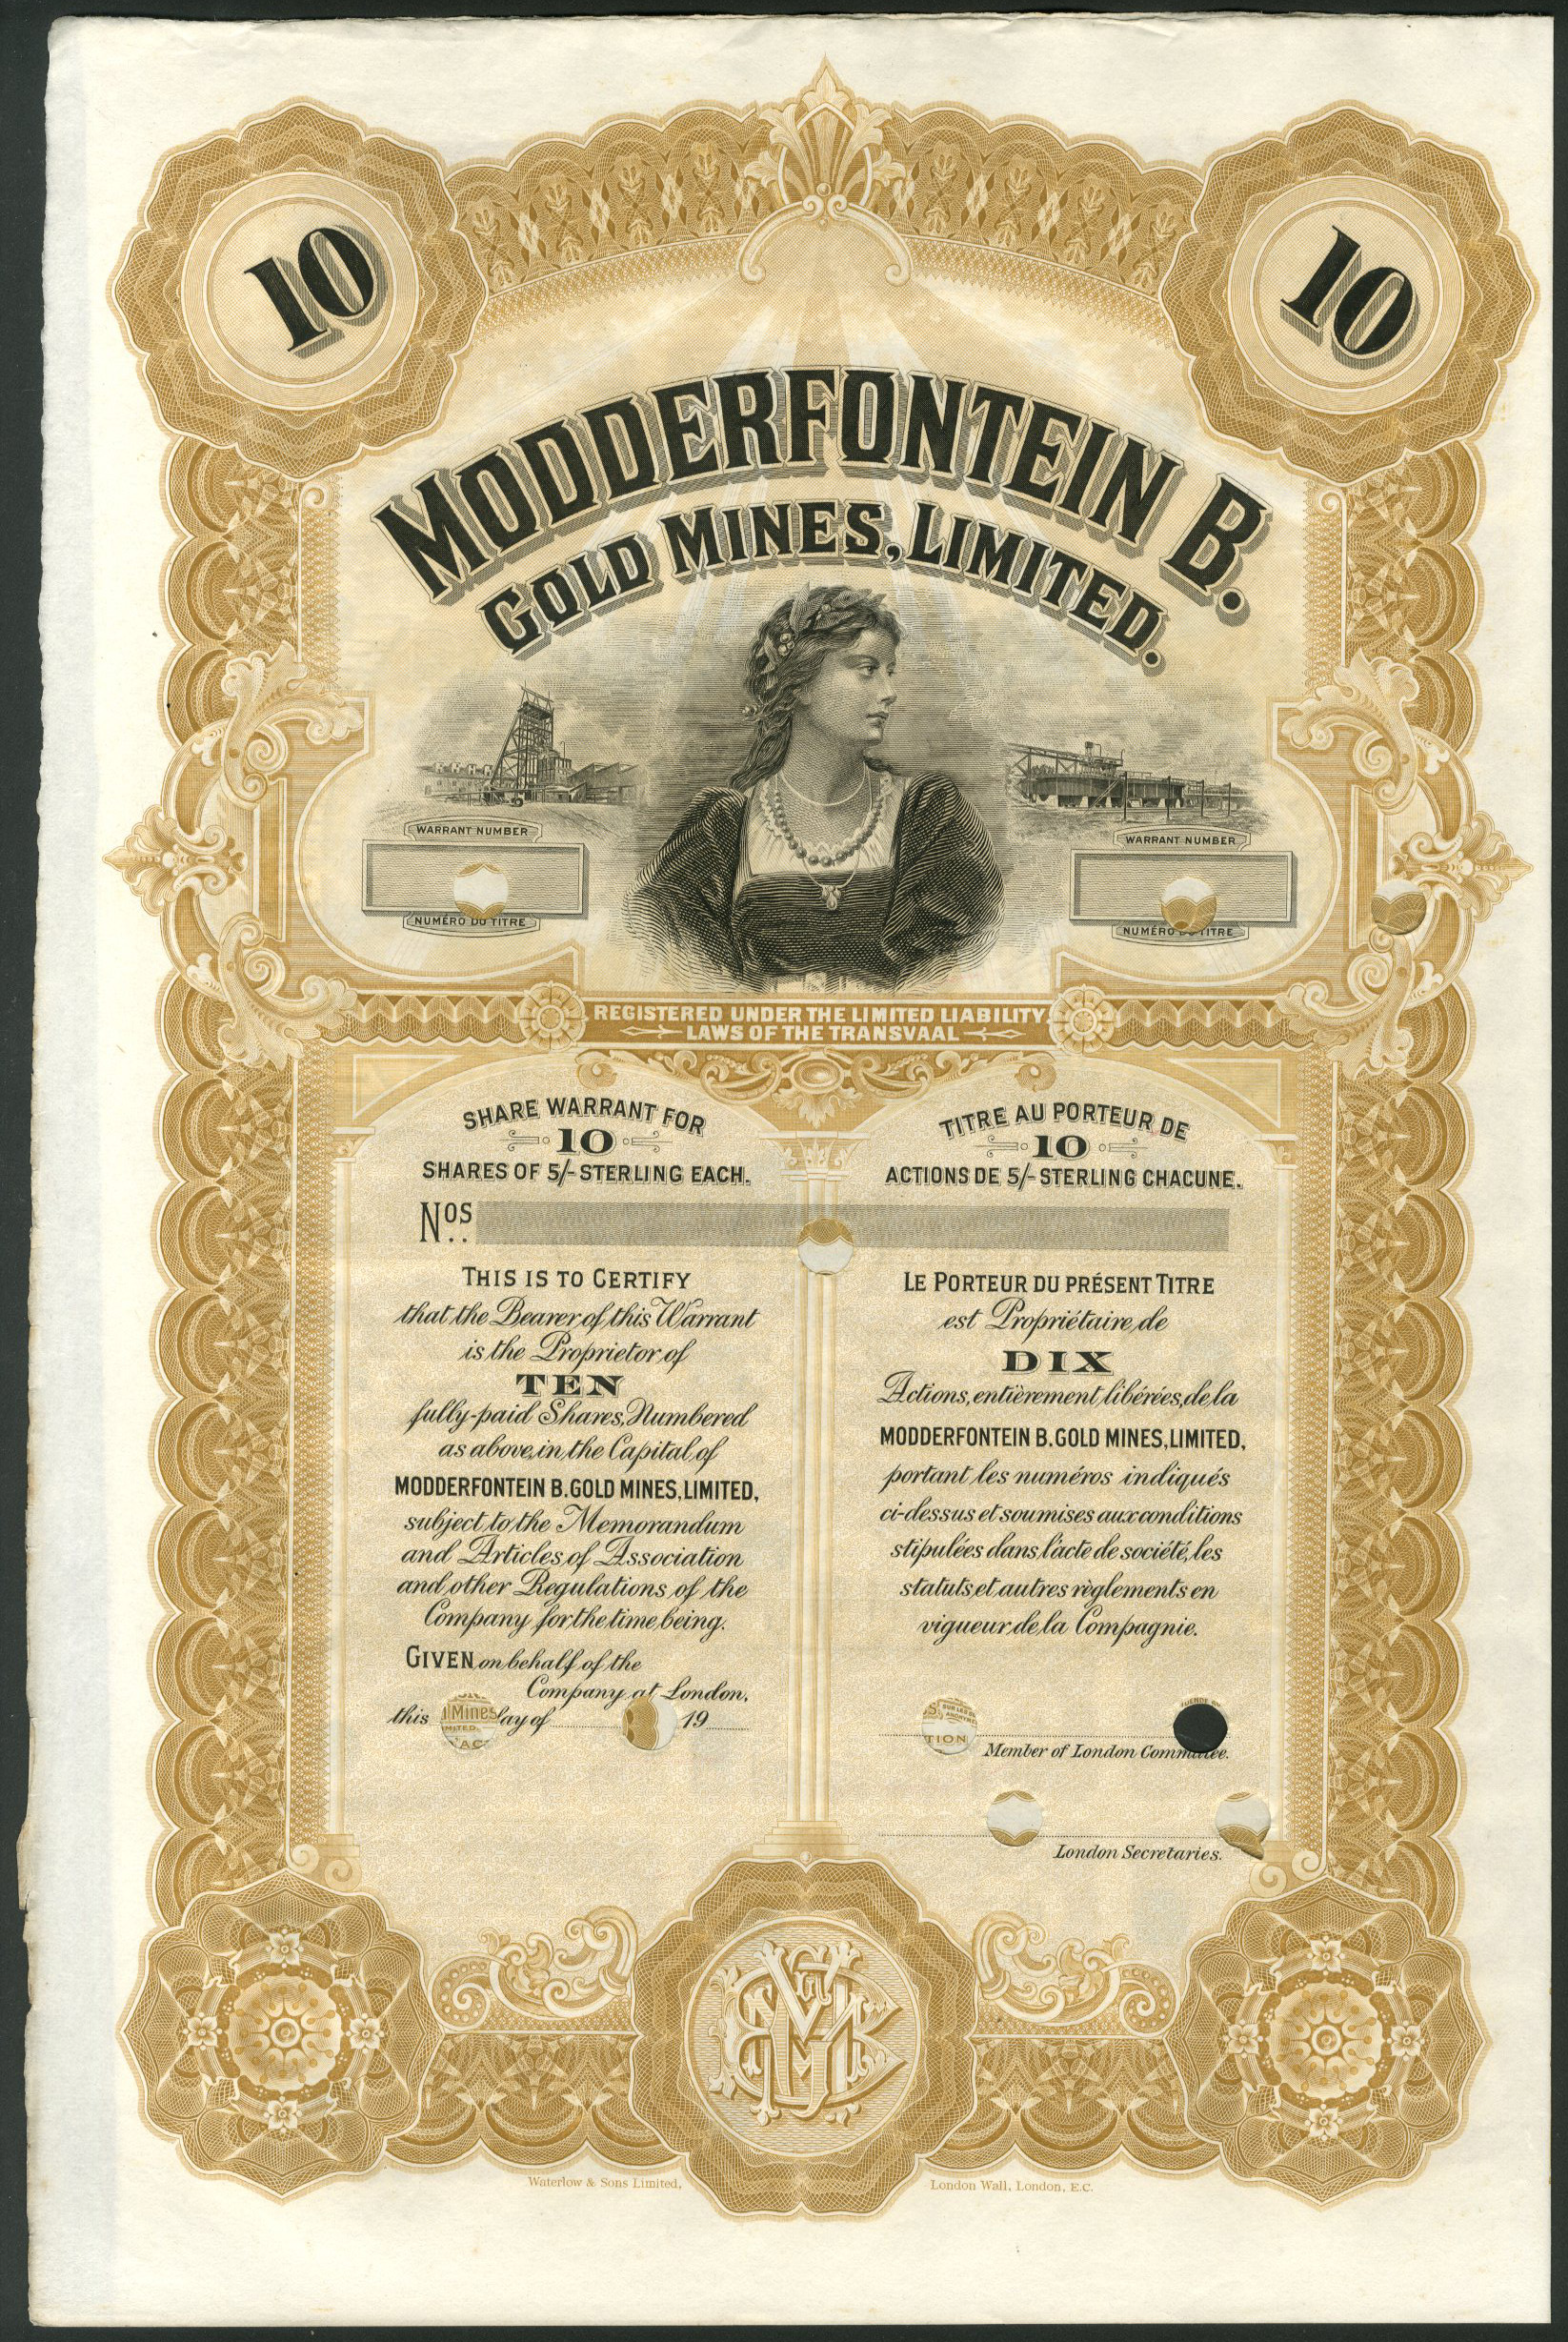 10
10
MODDERFONTEIN B.
GOLD MINES, LIMITED.
WARRANT NUMBER
NUMÉRO DU TITRE
WARRANT NUMBER
NUMÉRO DU TITRE
REGISTERED UNDER THE LIMITED LIABILITY
LAWS OF THE TRANSVAAL
SHARE WARRANT FOR
10
SHARES OF 5/- STERLING EACH.
Nos.
THIS IS TO CERTIFY
that the Bearer of this Warrant
is the Proprietor of
TEN
fully-paid Shares, Numbered
as above, in the Capital of
MODDERFONTEIN B. GOLD MINES, LIMITED,
subject to the Memorandum
and Articles of Association
and other Regulations of the
Company for the time being.
GIVEN on behalf of the
Company at London,
this day of 19
TITRE AU PORTEUR DE
10
ACTIONS DE 5/- STERLING CHACUNE.
LE PORTEUR DU PRÉSENT TITRE
est Propriétaire de
DIX
Actions, entièrement libérées, de la
MODDERFONTEIN B. GOLD MINES, LIMITED,
portant les numéros indiqués
ci-dessus et soumises aux conditions
stipulées dans l'acte de société, les
statuts et autres règlements en
vigueur de la Compagnie.
Member of London Committee.
London Secretaries.
Waterlow & Sons Limited,
London Wall, London, E.C.